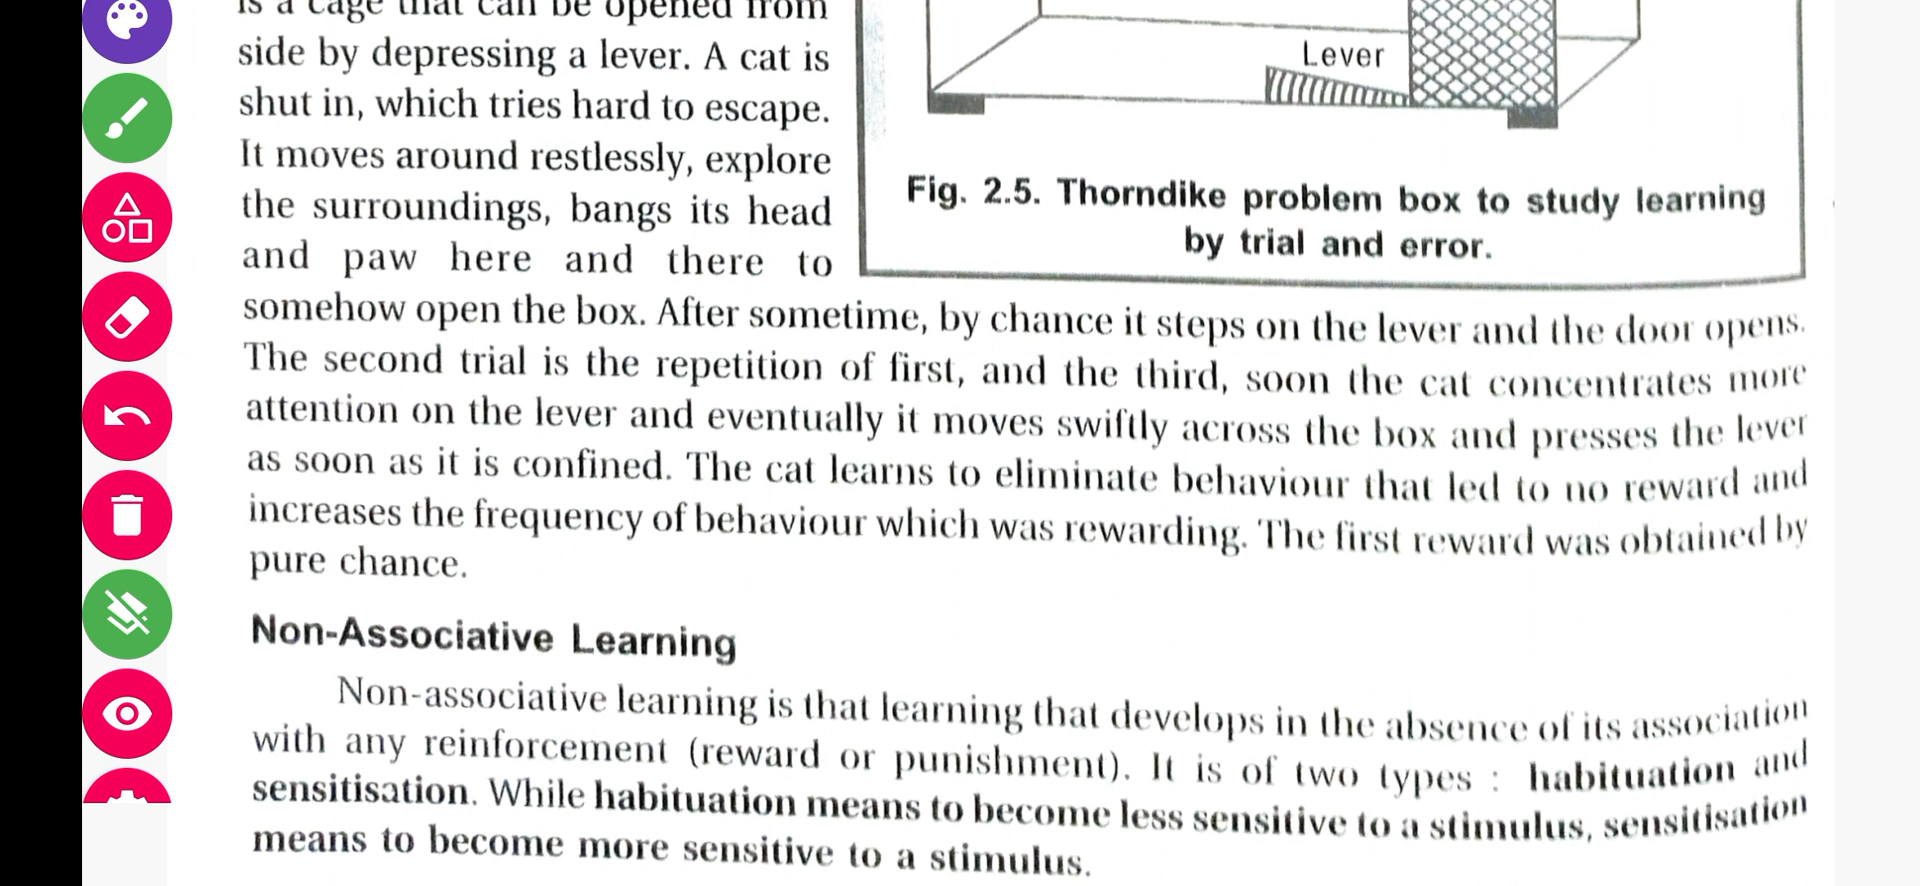 is a cage that can be opened from
side by depressing a lever. A cat is
shut in, which tries hard to escape.
It moves around restlessly, explore
the surroundings, bangs its head
and paw here and there to
Lever
Fig. 2.5. Thorndike problem box to study learning
by trial and error.
somehow open the box. After sometime, by chance it steps on the lever and the door opens.
The second trial is the repetition of first, and the third, soon the cat concentrates more
attention on the lever and eventually it moves swiftly across the box and presses the lever
as soon as it is confined. The cat learns to eliminate behaviour that led to no reward and
increases the frequency of behaviour which was rewarding. The first reward was obtained by
pure chance.
Non-Associative Learning
Non-associative learning is that learning that develops in the absence of its association
with any reinforcement (reward or punishment). It is of two types : habituation and
sensitisation. While habituation means to become less sensitive to a stimulus, sensitisation
means to become more sensitive to a stimulus.